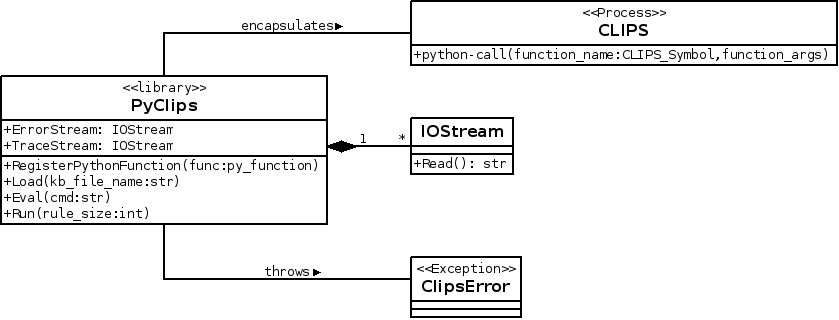 encapsulates▶
<<Process>>
CLIPS
+python-call(function_name:CLIPS_Symbol,function_args)
<<library>>
PyClips
+ErrorStream: IOStream
+TraceStream: IOStream
+RegisterPythonFunction(func:py_function)
+Load(kb_file_name:str)
+Eval(cmd:str)
+Run(rule_size:int)
1
*
IOStream
+Read(): str
throws▶
<<Exception>>
ClipsError